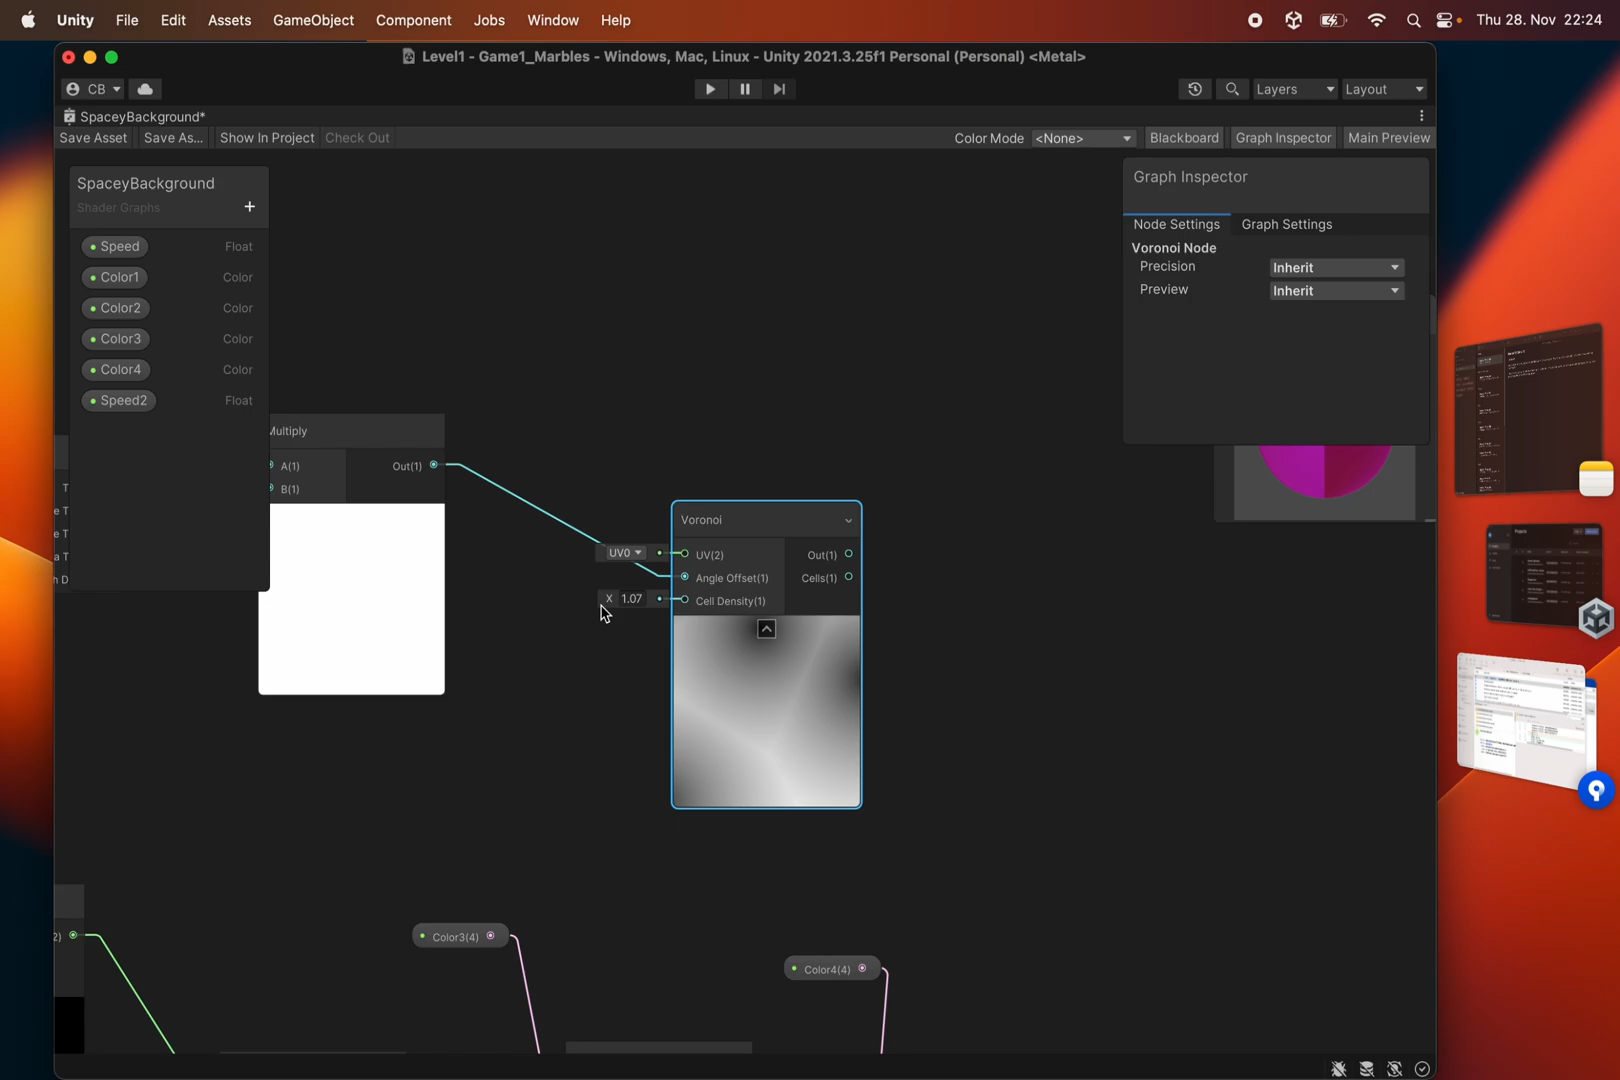 Unity File Edit Assets GameObject Component Jobs Window Help Thu 28. Nov 22:24
Level1 - Game1_Marbles - Windows, Mac, Linux - Unity 2021.3.25f1 Personal (Personal) <Metal>
CB Layers Layout
SpaceyBackground*
Save Asset Save As... Show In Project Check Out Color Mode <None> Blackboard Graph Inspector Main Preview
SpaceyBackground
Shader Graphs
+
Speed Float
Color1 Color
Color2 Color
Color3 Color
Color4 Color
Speed2 Float
Graph Inspector
Node Settings Graph Settings
Voronoi Node
Precision Inherit
Preview Inherit
Multiply
A(1) Out(1)
B(1)
Voronoi
UV0 UV(2) Out(1)
Angle Offset(1) Cells(1)
X 1.07 Cell Density(1)
2)
Color3(4)
Color4(4)